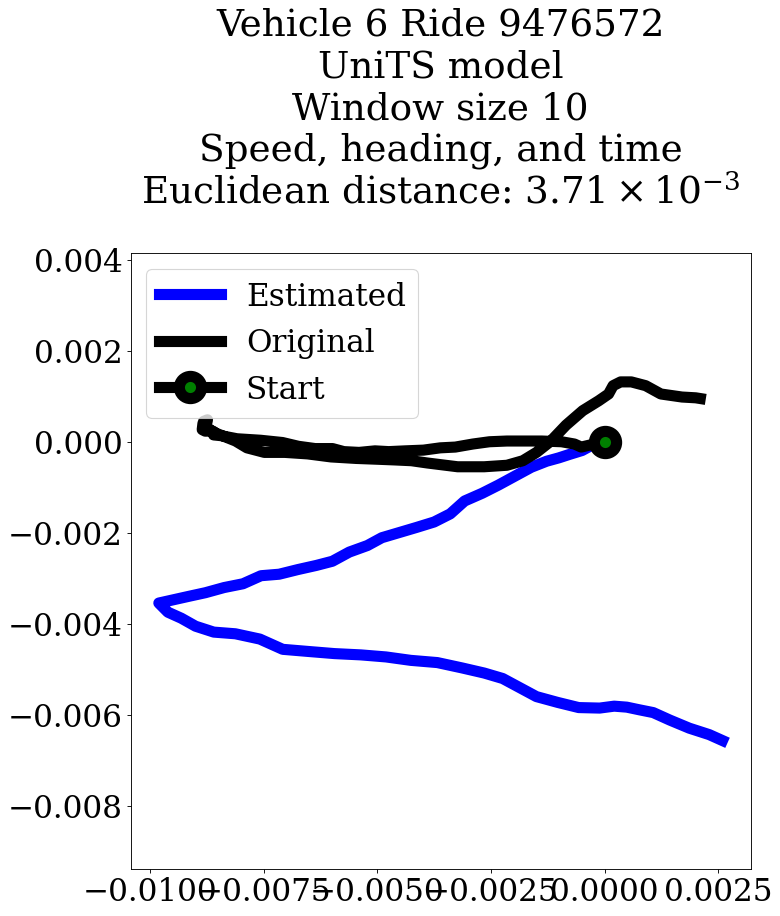 Vehicle 6 Ride 9476572
UniTS model
Window size 10
Speed, heading, and time
Euclidean distance: 3.71 × 10⁻³
Estimated
Original
Start
0.004
0.002
0.000
−0.002
−0.004
−0.006
−0.008
−0.0100 −0.0075 −0.0050 −0.0025 0.0000 0.0025